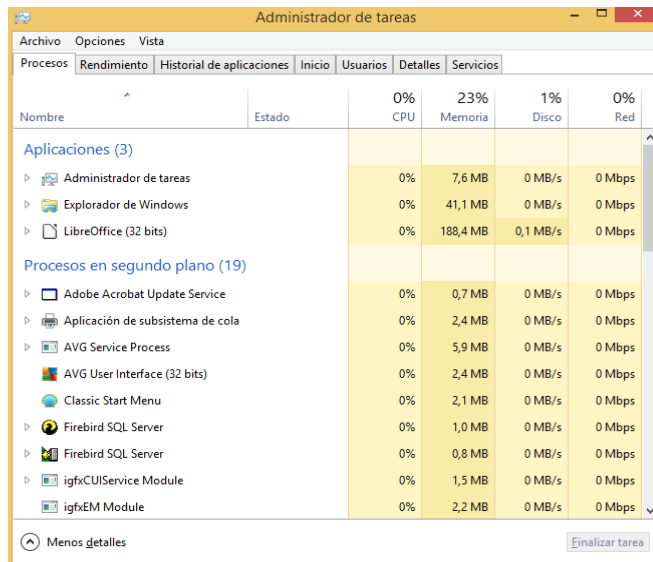 Administrador de tareas
Archivo Opciones Vista
Procesos Rendimiento Historial de aplicaciones Inicio Usuarios Detalles Servicios
0% 23% 1% 0%
Nombre Estado CPU Memoria Disco Red
Aplicaciones (3)
Administrador de tareas 0% 7,6 MB 0 MB/s 0 Mbps
Explorador de Windows 0% 41,1 MB 0 MB/s 0 Mbps
LibreOffice (32 bits) 0% 188,4 MB 0,1 MB/s 0 Mbps
Procesos en segundo plano (19)
Adobe Acrobat Update Service 0% 0,7 MB 0 MB/s 0 Mbps
Aplicación de subsistema de cola 0% 2,4 MB 0 MB/s 0 Mbps
AVG Service Process 0% 5,9 MB 0 MB/s 0 Mbps
AVG User Interface (32 bits) 0% 2,4 MB 0 MB/s 0 Mbps
Classic Start Menu 0% 2,1 MB 0 MB/s 0 Mbps
Firebird SQL Server 0% 1,0 MB 0 MB/s 0 Mbps
Firebird SQL Server 0% 0,8 MB 0 MB/s 0 Mbps
igfxCUIService Module 0% 1,5 MB 0 MB/s 0 Mbps
igfxEM Module 0% 2,2 MB 0 MB/s 0 Mbps
Menos detalles Finalizar tarea